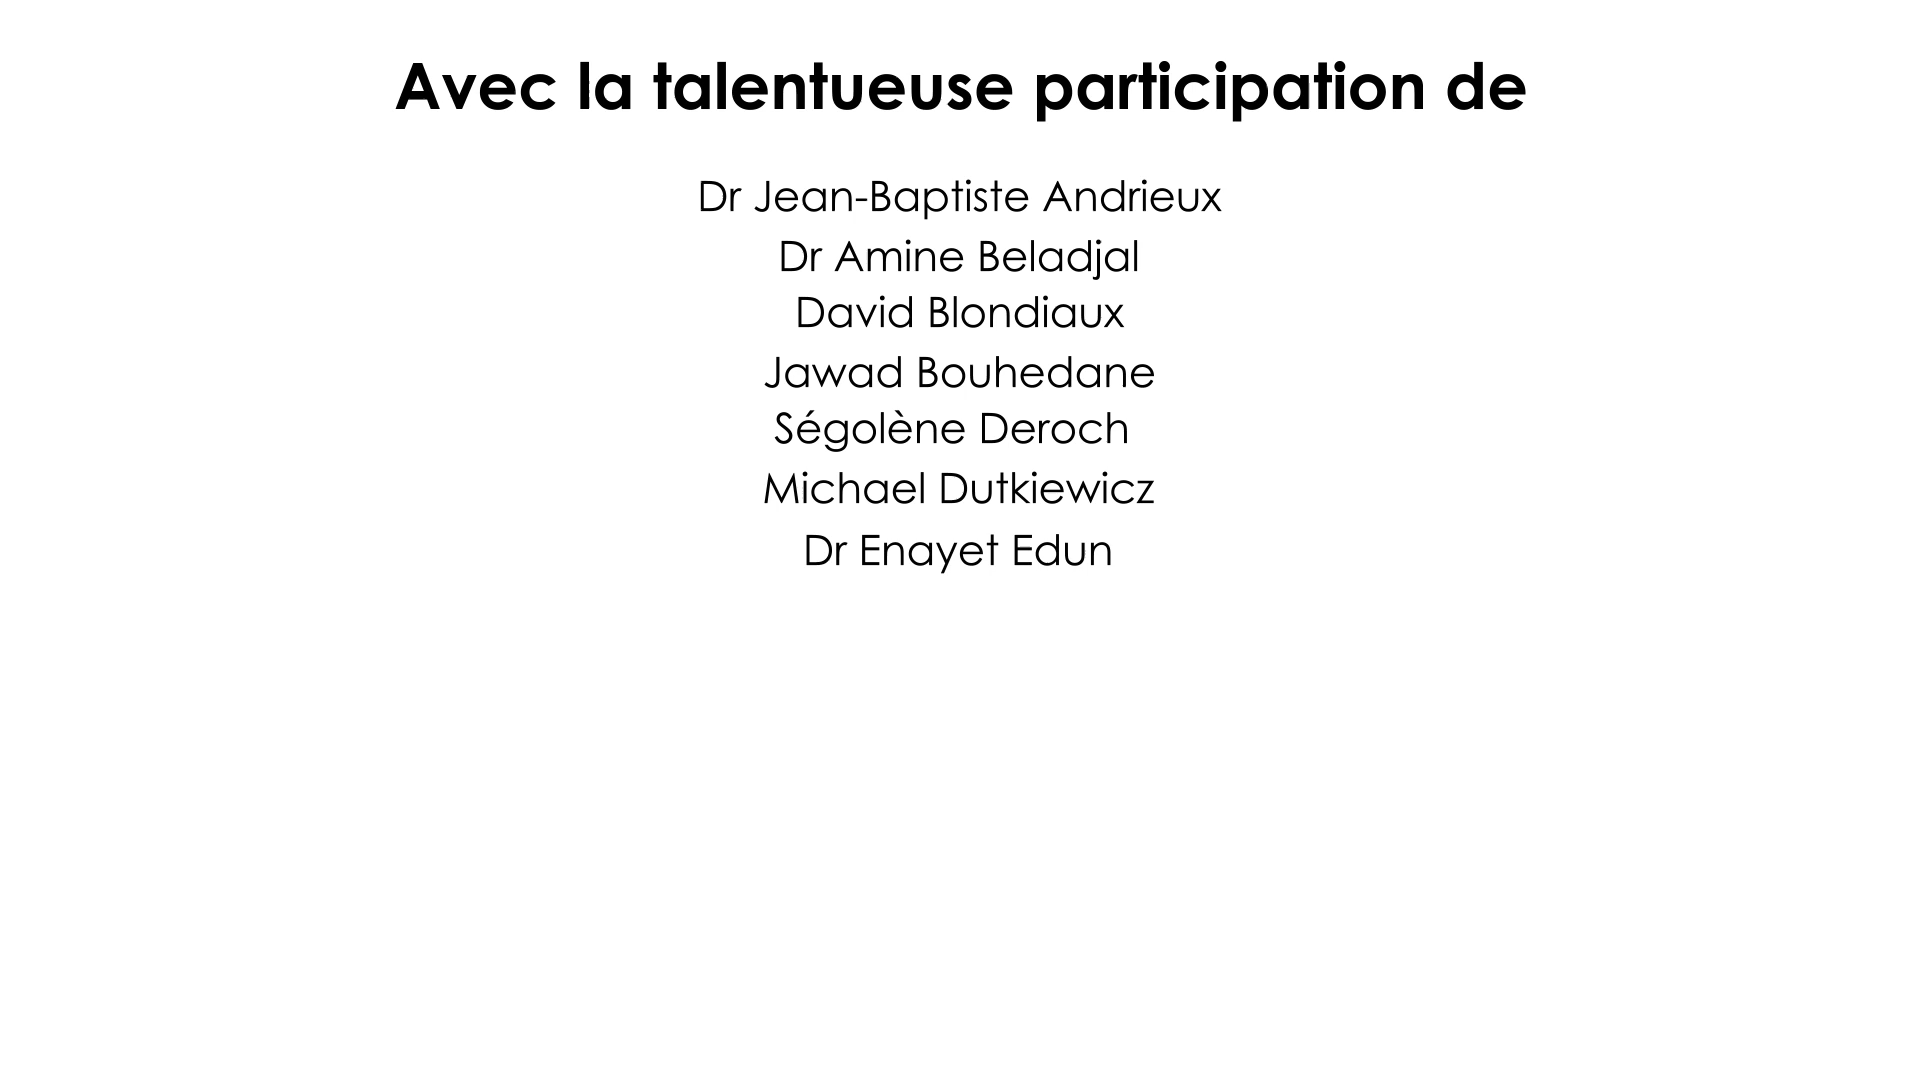 Avec la talentueuse participation de
Dr Jean-Baptiste Andrieux
Dr Amine Beladjal
David Blondiaux
Jawad Bouhedane
Ségolène Deroch
Michael Dutkiewicz
Dr Enayet Edun